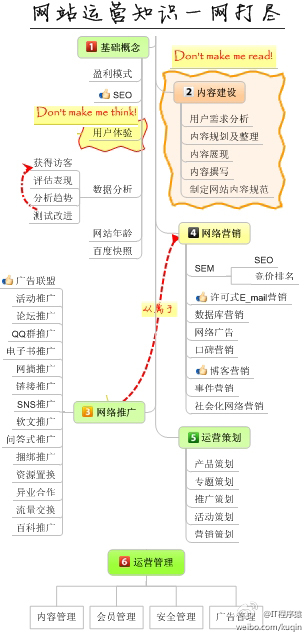 网站运营知识一网打尽
1 基础概念
盈利模式
SEO
Don't make me think!
用户体验
获得访客
评估表现
分析趋势
测试改进
数据分析
网站年龄
百度快照
Don't make me read!
2 内容建设
用户需求分析
内容规划及整理
内容展现
内容撰写
制定网站内容规范
4 网络营销
SEM
SEO
竞价排名
许可式E_mail营销
数据库营销
网络广告
口碑营销
博客营销
事件营销
社会化网络营销
从属于
广告联盟
活动推广
论坛推广
QQ群推广
电子书推广
网摘推广
链接推广
SNS推广
软文推广
问答式推广
捆绑推广
资源置换
异业合作
流量交换
百科推广
3 网络推广
5 运营策划
产品策划
专题策划
推广策划
活动策划
营销策划
6 运营管理
内容管理
会员管理
安全管理
广告管理
@IT程序猿
weibo.com/kuqin